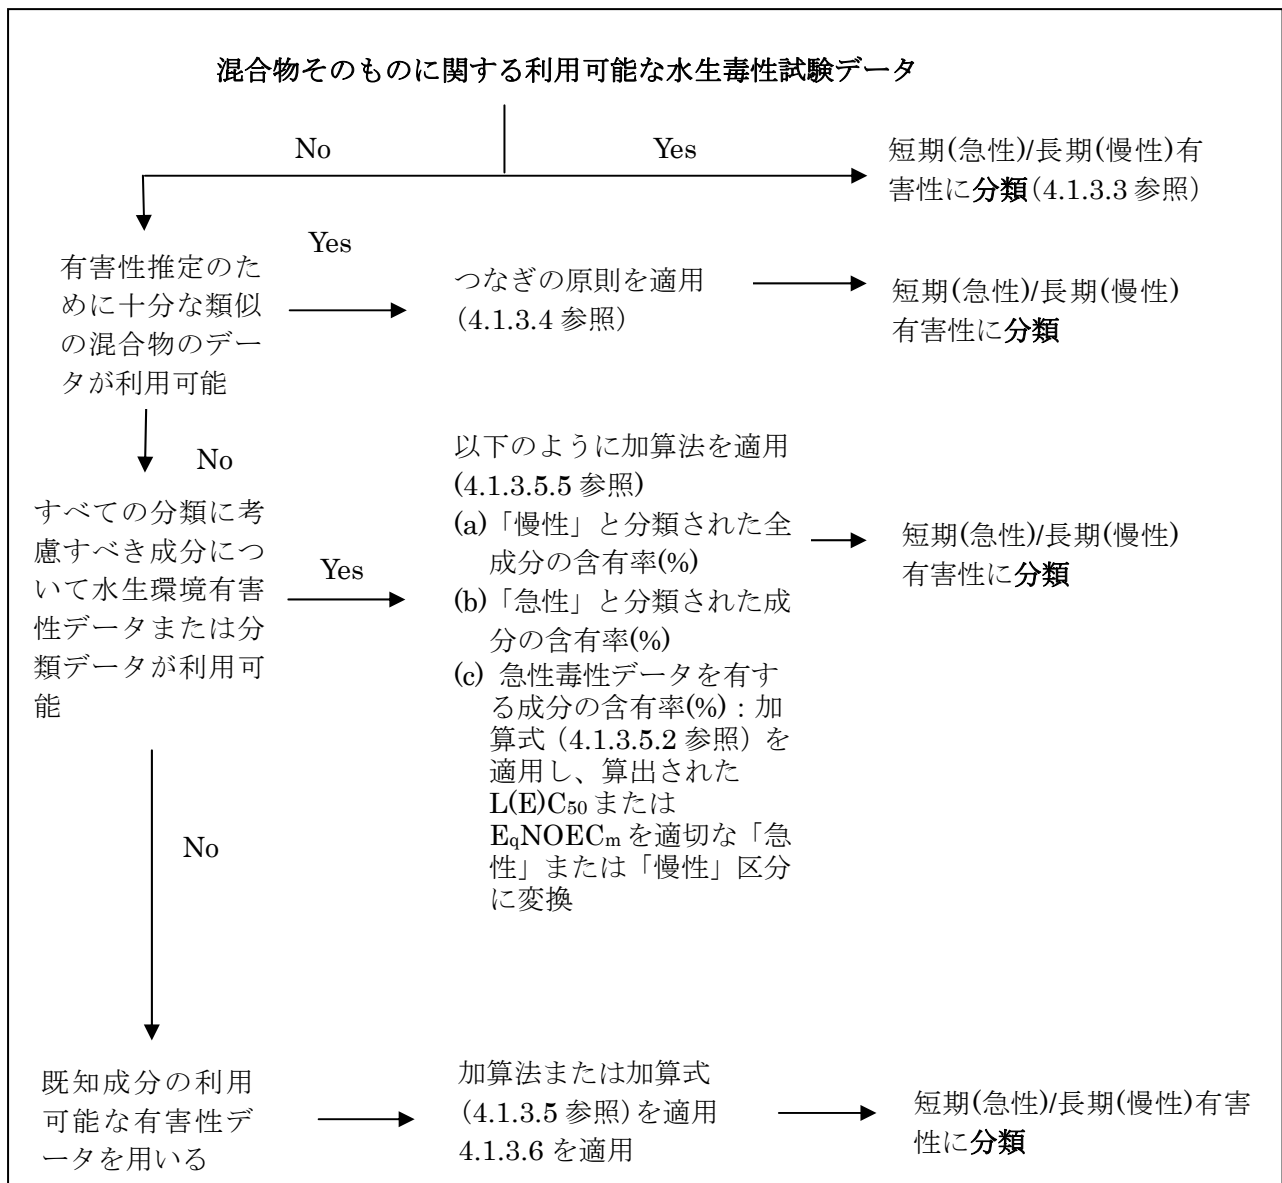 混合物そのものに関する利用可能な水生毒性試験データ
No
Yes
短期(急性)/長期(慢性)有
害性に分類(4.1.3.3 参照)
有害性推定のた
めに十分な類似
の混合物のデー
タが利用可能
Yes
つなぎの原則を適用
(4.1.3.4 参照)
短期(急性)/長期(慢性)
有害性に分類
No
すべての分類に考
慮すべき成分につ
いて水生環境有害
性データまたは分
類データが利用可
能
Yes
以下のように加算法を適用
(4.1.3.5.5 参照)
(a)「慢性」と分類された全
成分の含有率(%)
(b)「急性」と分類された成
分の含有率(%)
(c) 急性毒性データを有す
る成分の含有率(%):加
算式(4.1.3.5.2 参照)を
適用し、算出された
L(E)C₅₀ または
EqNOECm を適切な「急
性」または「慢性」区分
に変換
短期(急性)/長期(慢性)
有害性に分類
No
既知成分の利用
可能な有害性デ
ータを用いる
加算法または加算式
(4.1.3.5 参照)を適用
4.1.3.6 を適用
短期(急性)/長期(慢性)有害
性に分類